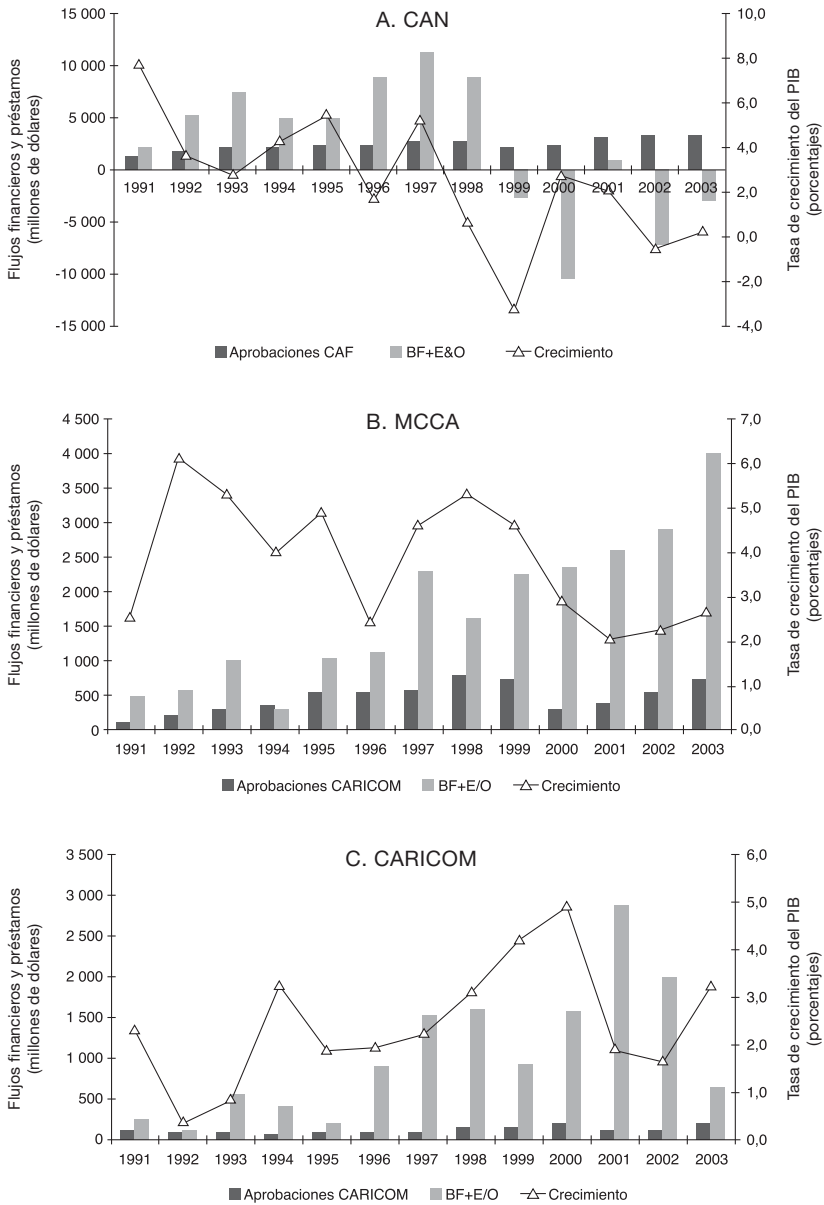 A. CAN
Flujos financieros y préstamos
(millones de dólares)
15 000
10 000
5 000
0
-5 000
-10 000
-15 000
1991 1992 1993 1994 1995 1996 1997 1998 1999 2000 2001 2002 2003
10,0
8,0
6,0
4,0
2,0
0,0
-2,0
-4,0
Tasa de crecimiento del PIB
(porcentajes)
Aprobaciones CAF BF+E&O Crecimiento
B. MCCA
Flujos financieros y préstamos
(millones de dólares)
4 500
4 000
3 500
3 000
2 500
2 000
1 500
1 000
500
0
1991 1992 1993 1994 1995 1996 1997 1998 1999 2000 2001 2002 2003
7,0
6,0
5,0
4,0
3,0
2,0
1,0
0,0
Tasa de crecimiento del PIB
(porcentajes)
Aprobaciones CARICOM BF+E/O Crecimiento
C. CARICOM
Flujos financieros y préstamos
(millones de dólares)
3 500
3 000
2 500
2 000
1 500
1 000
500
0
1991 1992 1993 1994 1995 1996 1997 1998 1999 2000 2001 2002 2003
6,0
5,0
4,0
3,0
2,0
1,0
0,0
Tasa de crecimiento del PIB
(porcentajes)
Aprobaciones CARICOM BF+E/O Crecimiento